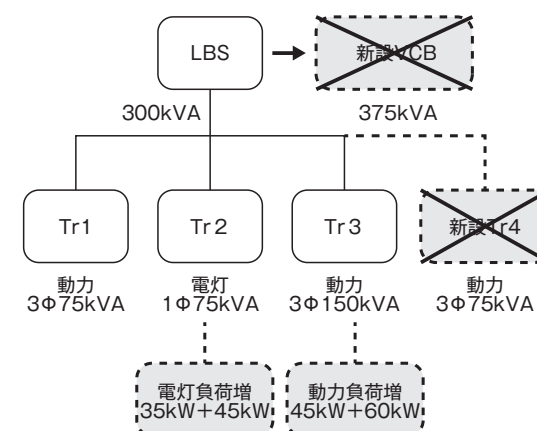 LBS
新設VCB
300kVA
375kVA
Tr1
Tr2
Tr3
新設Tr4
動力
3Φ75kVA
電灯
1Φ75kVA
動力
3Φ150kVA
動力
3Φ75kVA
電灯負荷増
35kW＋45kW
動力負荷増
45kW＋60kW